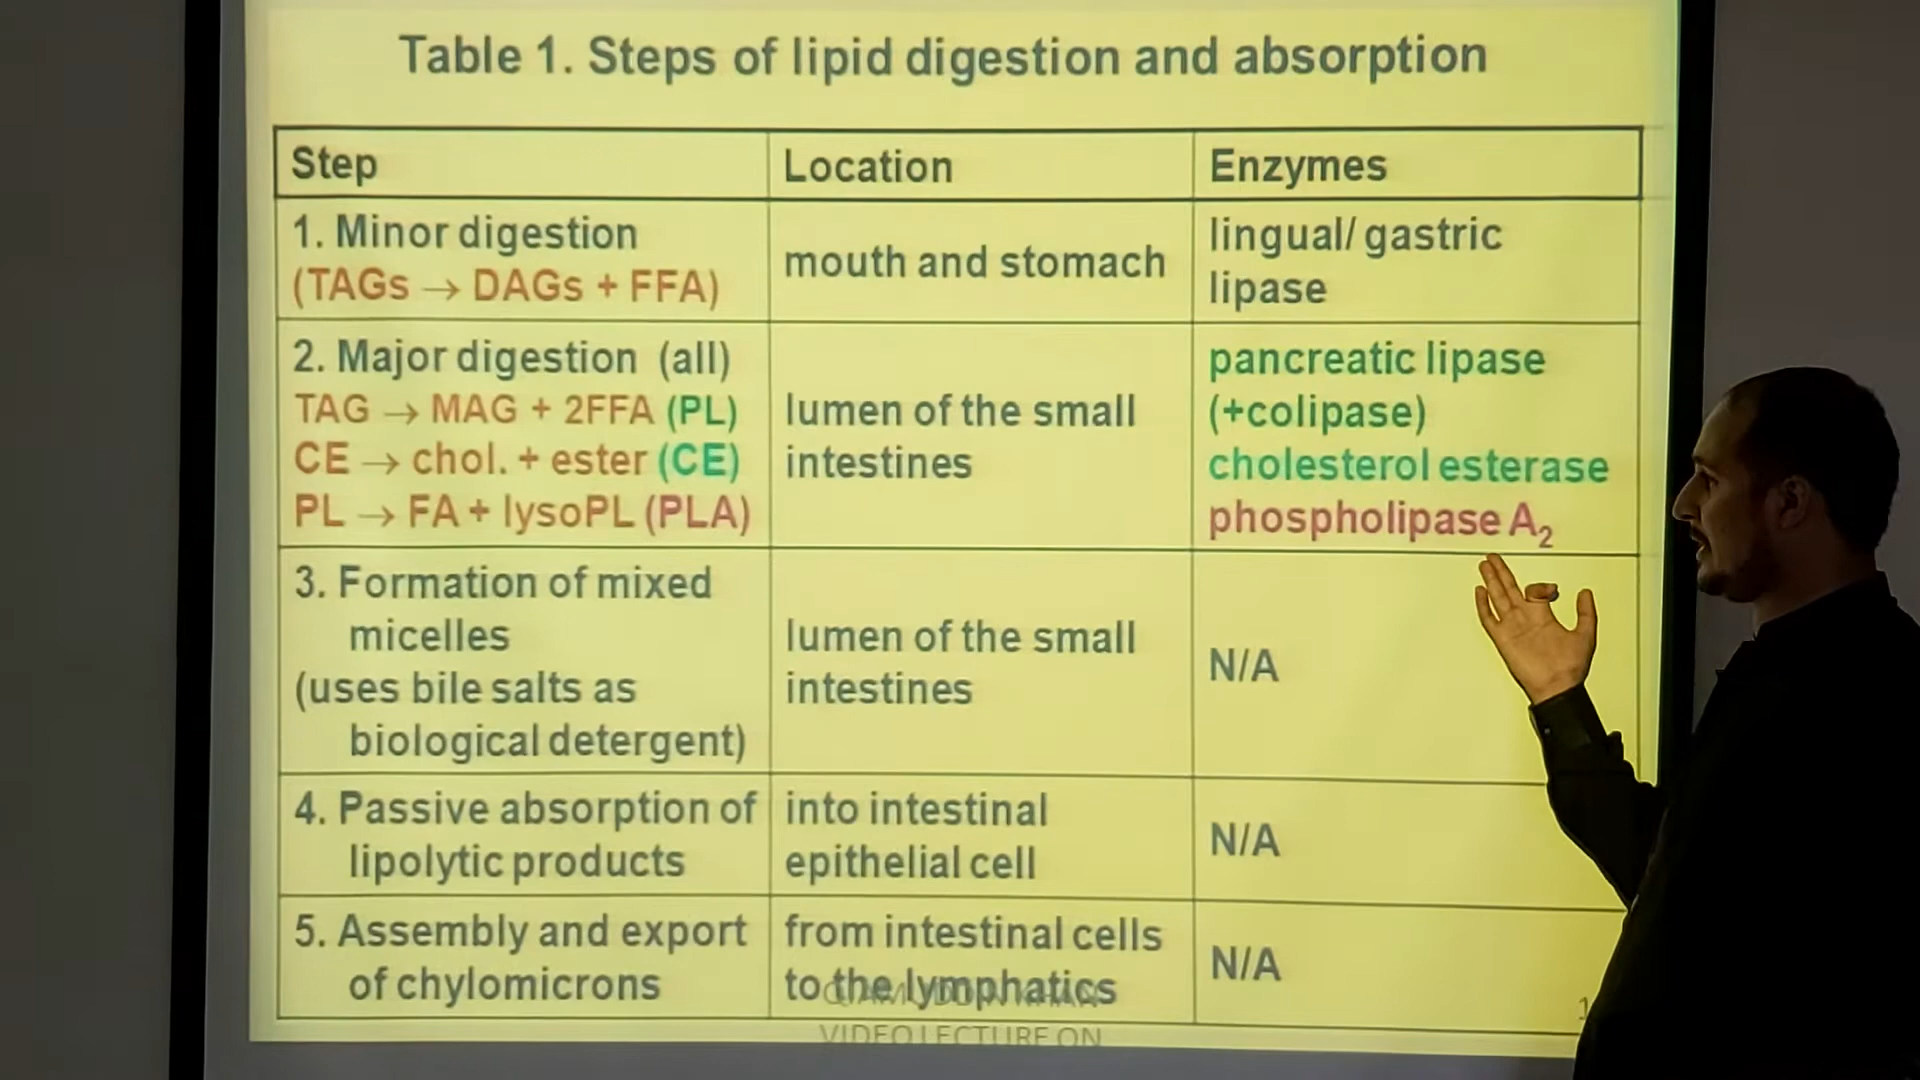 Table 1. Steps of lipid digestion and absorption
Step
Location
Enzymes
1. Minor digestion
(TAGs → DAGs + FFA)
mouth and stomach
lingual/ gastric
lipase
2. Major digestion (all)
TAG → MAG + 2FFA (PL)
CE → chol. + ester (CE)
PL → FA + lysoPL (PLA)
lumen of the small
intestines
pancreatic lipase
(+colipase)
cholesterol esterase
phospholipase A₂
3. Formation of mixed
micelles
(uses bile salts as
biological detergent)
lumen of the small
intestines
N/A
4. Passive absorption of
lipolytic products
into intestinal
epithelial cell
N/A
5. Assembly and export
of chylomicrons
from intestinal cells
to the lymphatics
N/A
VIDEO LECTURE ON